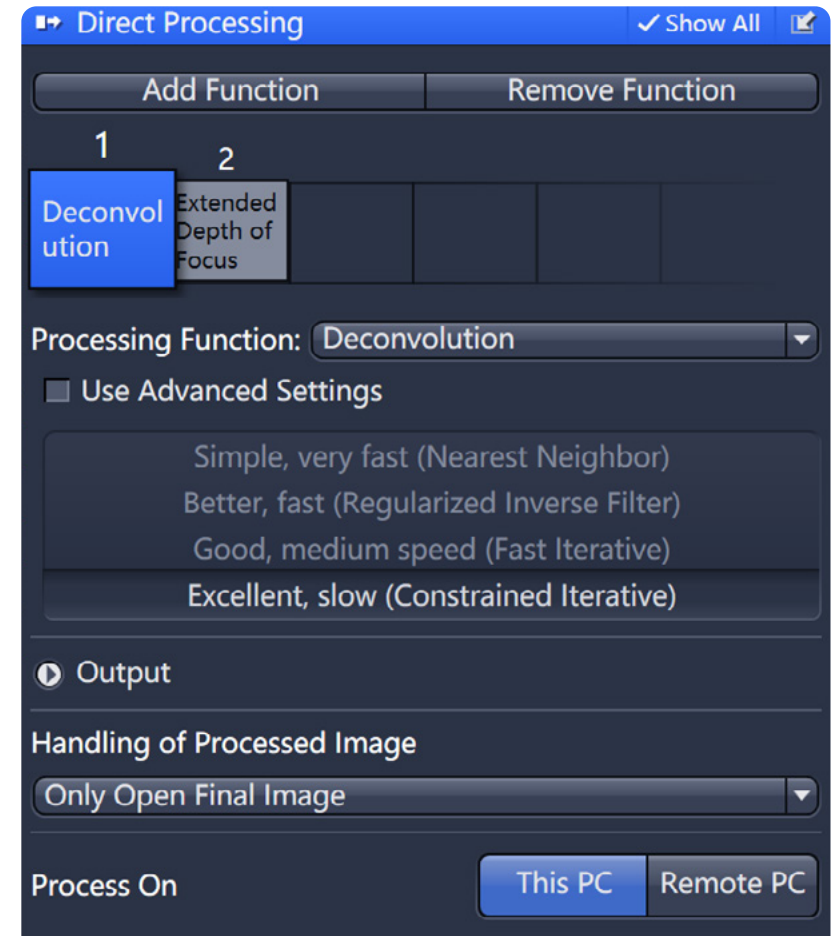 Direct Processing
Show All
Add Function
Remove Function
1
2
Deconvol
ution
Extended
Depth of
Focus
Processing Function: Deconvolution
Use Advanced Settings
Simple, very fast (Nearest Neighbor)
Better, fast (Regularized Inverse Filter)
Good, medium speed (Fast Iterative)
Excellent, slow (Constrained Iterative)
Output
Handling of Processed Image
Only Open Final Image
Process On
This PC
Remote PC